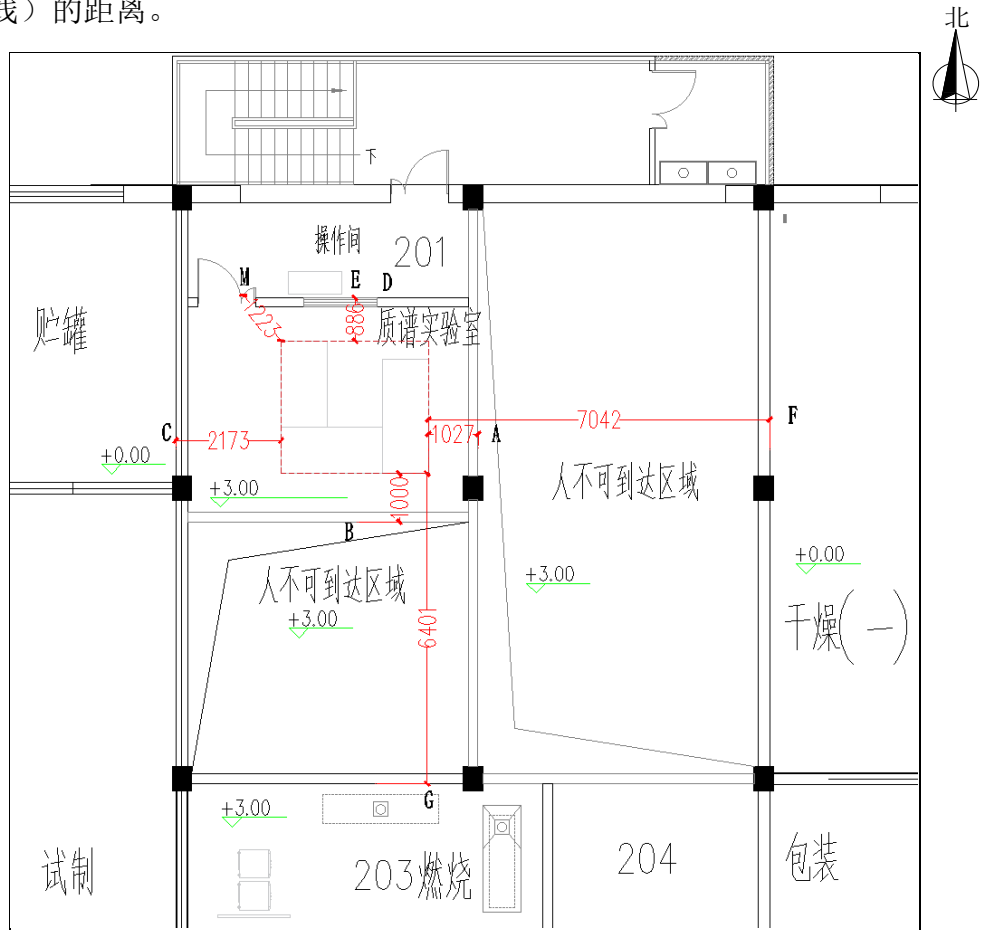 线）的距离。
北
下
操作间
201
M
E
D
1223
886
质谱实验室
贮罐
C
2173
1027
A
7042
F
+0.00
+3.00
1000
人不可到达区域
B
+3.00
+0.00
人不可到达区域
+3.00
6401
干燥(一)
G
+3.00
试制
203燃烧
204
包装